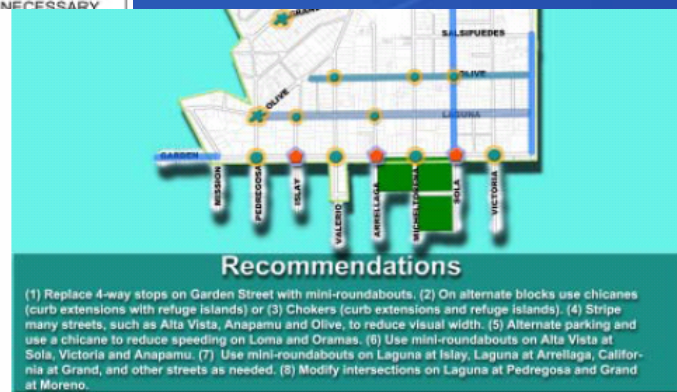 NECESSARY
GRAND
SALSIPUEDES
OLIVE
OLIVE
LAGUNA
GARDEN
MISSION
PEDREGOSA
ISLAY
VALERIO
ARRELLAGA
MICHELTORENA
SOLA
VICTORIA
Recommendations
(1) Replace 4-way stops on Garden Street with mini-roundabouts. (2) On alternate blocks use chicanes
(curb extensions with refuge islands) or (3) Chokers (curb extensions and refuge islands). (4) Stripe
many streets, such as Alta Vista, Anapamu and Olive, to reduce visual width. (5) Alternate parking and
use a chicane to reduce speeding on Loma and Oramas. (6) Use mini-roundabouts on Alta Vista at
Sola, Victoria and Anapamu. (7) Use mini-roundabouts on Laguna at Islay, Laguna at Arrellaga, Califor-
nia at Grand, and other streets as needed. (8) Modify intersections on Laguna at Pedregosa and Grand
at Moreno.